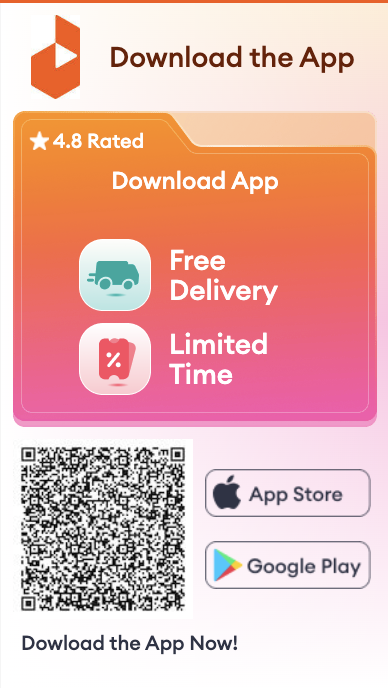 Download the App
4.8 Rated
Download App
Free
Delivery
%
Limited
Time
App Store
Google Play
Dowload the App Now!